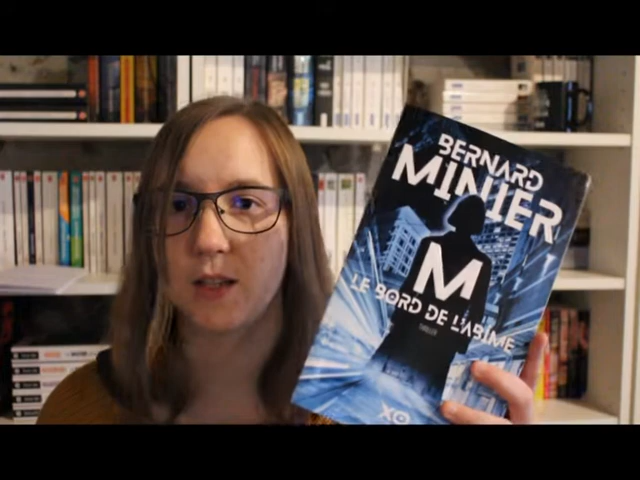 BERNARD
MINIER
M
LE BORD DE L'ABÎME
THRILLER
XO